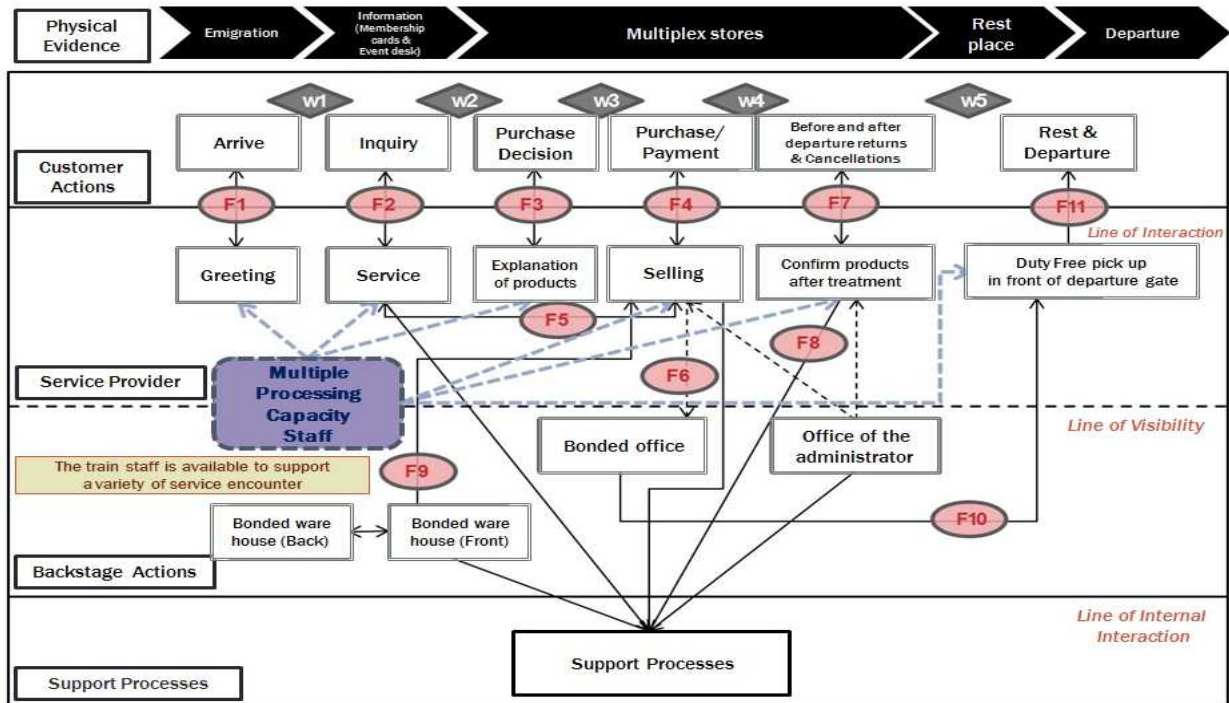 Physical
Evidence
Emigration
Information
(Membership
cards &
Event desk)
Multiplex stores
Rest
place
Departure
w1
w2
w3
w4
w5
Arrive
Inquiry
Purchase
Decision
Purchase/
Payment
Before and after
departure returns
& Cancellations
Rest &
Departure
Customer
Actions
F1
F2
F3
F4
F7
F11
Line of Interaction
Greeting
Service
Explanation
of products
Selling
Confirm products
after treatment
Duty Free pick up
in front of departure gate
F5
F8
F6
Multiple
Processing
Capacity
Staff
Service Provider
Line of Visibility
Bonded office
Office of the
administrator
The train staff is available to support
a variety of service encounter
F9
F10
Bonded ware
house (Back)
Bonded ware
house (Front)
Backstage Actions
Line of Internal
Interaction
Support Processes
Support Processes